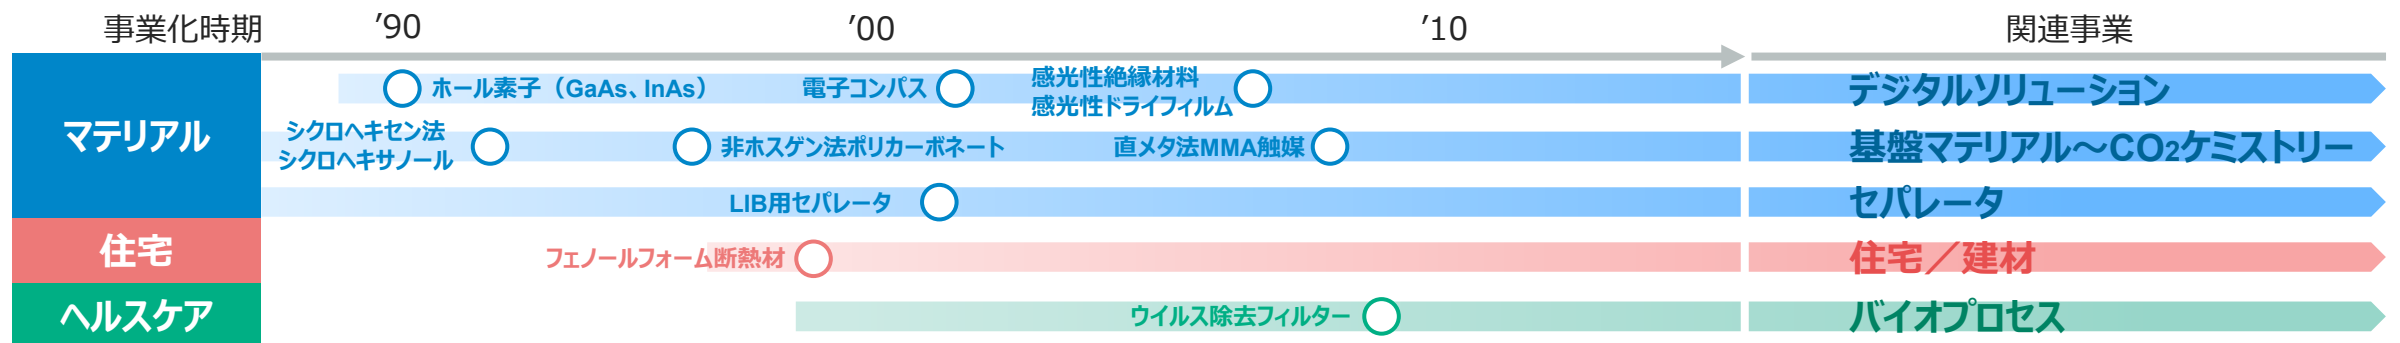 事業化時期 ’90 ’00 ’10 関連事業
マテリアル
ホール素子（GaAs、InAs） 電子コンパス
感光性絶縁材料
感光性ドライフィルム
デジタルソリューション
シクロヘキセン法
シクロヘキサノール
非ホスゲン法ポリカーボネート 直メタ法MMA触媒 基盤マテリアル～CO₂ケミストリー
LIB用セパレータ セパレータ
住宅 フェノールフォーム断熱材 住宅／建材
ヘルスケア ウイルス除去フィルター バイオプロセス